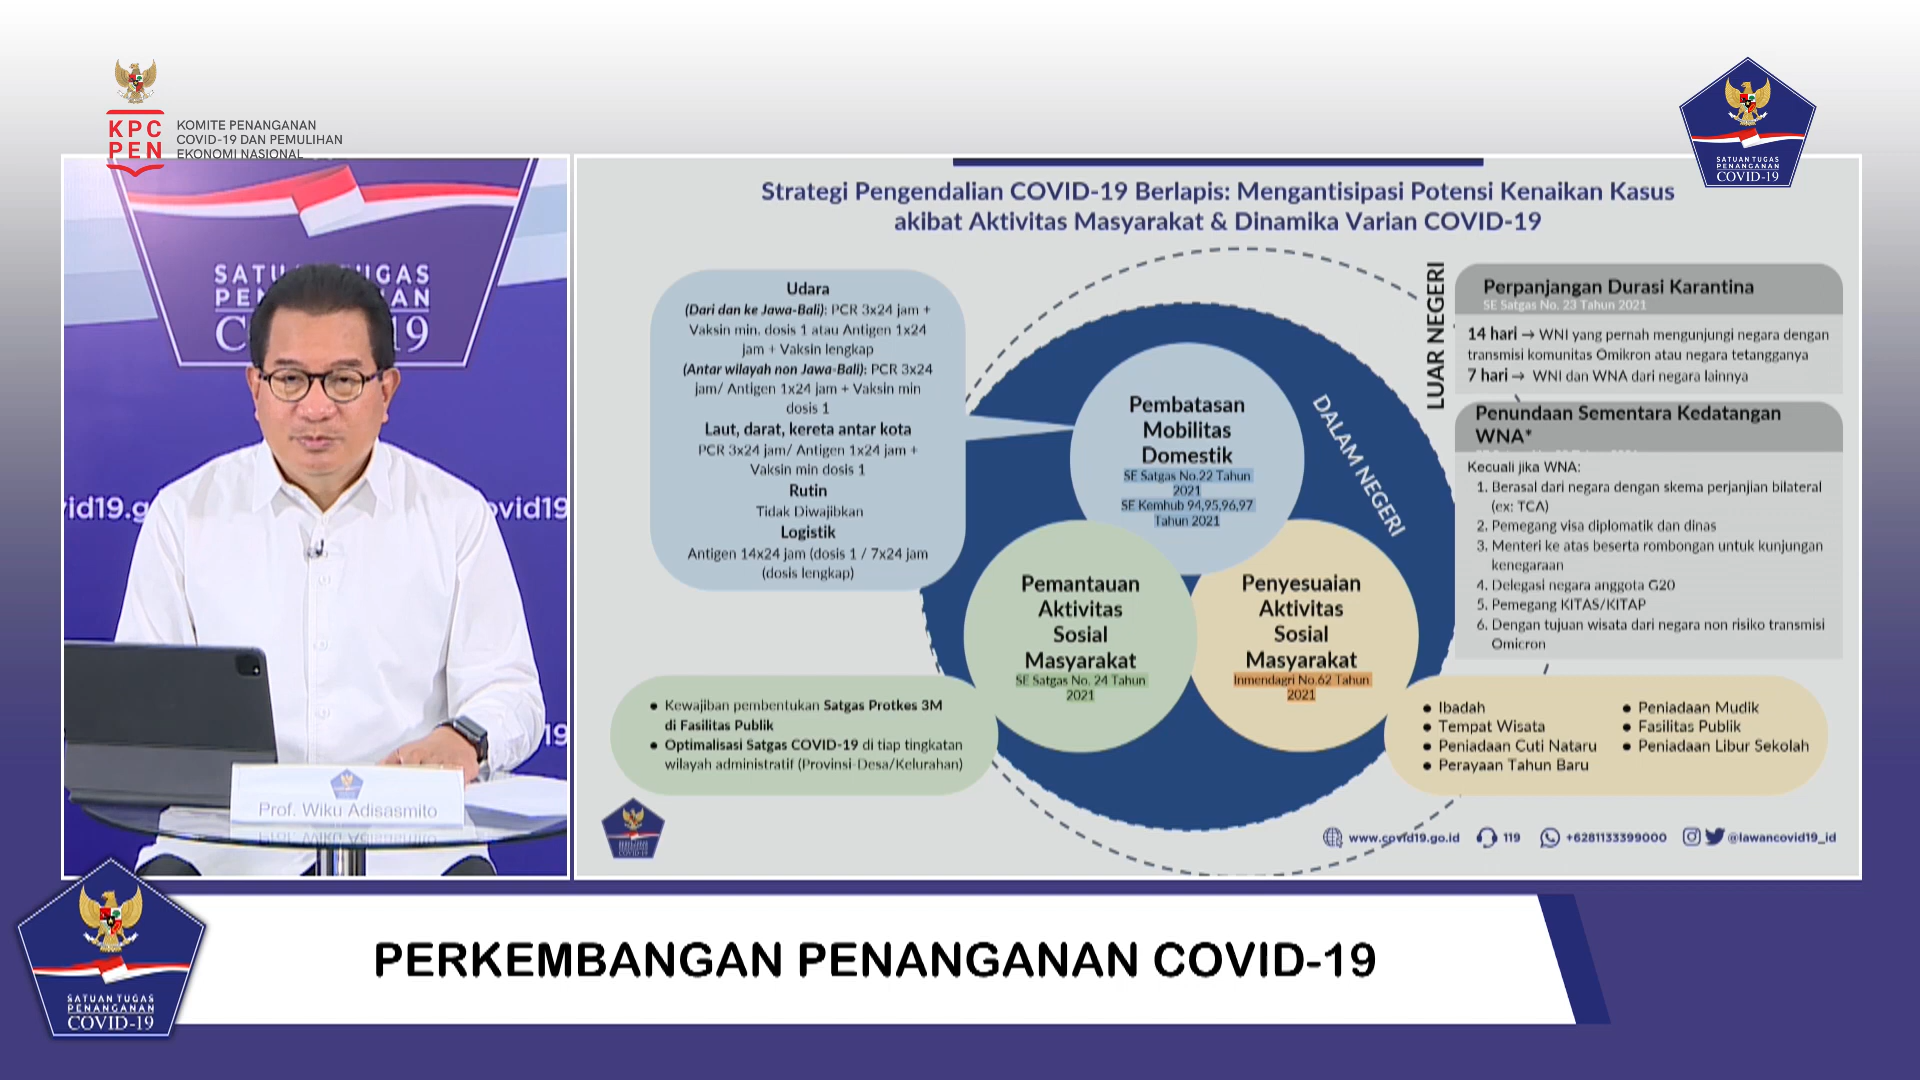 KPC
PEN
KOMITE PENANGANAN
COVID-19 DAN PEMULIHAN
EKONOMI NASIONAL
SATUAN TUGAS
PENANGANAN
COVID-19
vid19.g
ovid19
19
Prof. Wiku Adisasmito
Strategi Pengendalian COVID-19 Berlapis: Mengantisipasi Potensi Kenaikan Kasus
akibat Aktivitas Masyarakat & Dinamika Varian COVID-19
Udara
(Dari dan ke Jawa-Bali): PCR 3x24 jam +
Vaksin min. dosis 1 atau Antigen 1x24
jam + Vaksin lengkap
(Antar wilayah non Jawa-Bali): PCR 3x24
jam/ Antigen 1x24 jam + Vaksin min
dosis 1
Laut, darat, kereta antar kota
PCR 3x24 jam/ Antigen 1x24 jam +
Vaksin min dosis 1
Rutin
Tidak Diwajibkan
Logistik
Antigen 14x24 jam (dosis 1 / 7x24 jam
(dosis lengkap)
Pembatasan
Mobilitas
Domestik
SE Satgas No.22 Tahun
2021
SE Kemhub 94,95,96,97
Tahun 2021
DALAM NEGERI
Pemantauan
Aktivitas
Sosial
Masyarakat
SE Satgas No. 24 Tahun
2021
Penyesuaian
Aktivitas
Sosial
Masyarakat
Inmendagri No.62 Tahun
2021
LUAR NEGERI
Perpanjangan Durasi Karantina
SE Satgas No. 23 Tahun 2021
14 hari → WNI yang pernah mengunjungi negara dengan
transmisi komunitas Omikron atau negara tetangganya
7 hari → WNI dan WNA dari negara lainnya
Penundaan Sementara Kedatangan
WNA*
Kecuali jika WNA:
1. Berasal dari negara dengan skema perjanjian bilateral
(ex: TCA)
2. Pemegang visa diplomatik dan dinas
3. Menteri ke atas beserta rombongan untuk kunjungan
kenegaraan
4. Delegasi negara anggota G20
5. Pemegang KITAS/KITAP
6. Dengan tujuan wisata dari negara non risiko transmisi
Omicron
• Kewajiban pembentukan Satgas Protkes 3M
di Fasilitas Publik
• Optimalisasi Satgas COVID-19 di tiap tingkatan
wilayah administratif (Provinsi-Desa/Kelurahan)
• Ibadah
• Tempat Wisata
• Peniadaan Cuti Nataru
• Perayaan Tahun Baru
• Peniadaan Mudik
• Fasilitas Publik
• Peniadaan Libur Sekolah
www.covid19.go.id
119
+6281133399000
@lawancovid19_id
SATUAN TUGAS
PENANGANAN
COVID-19
PERKEMBANGAN PENANGANAN COVID-19